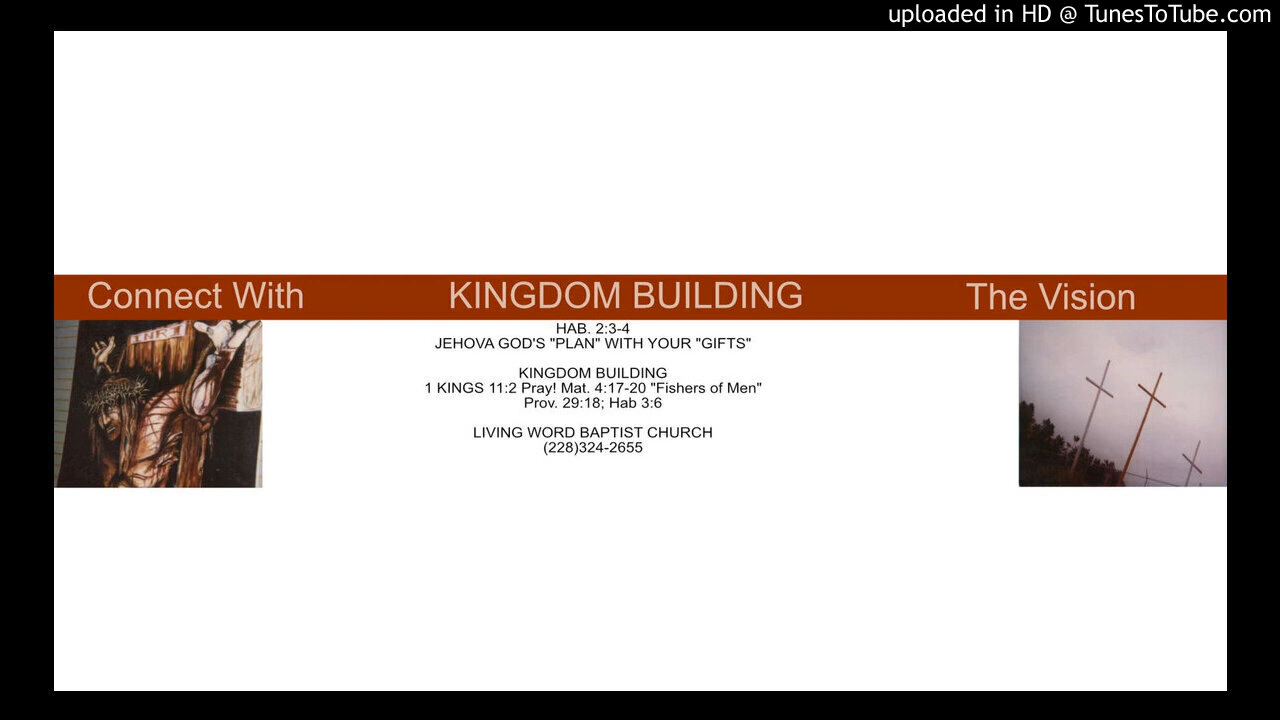 uploaded in HD @ TunesToTube.com
Connect With KINGDOM BUILDING The Vision
INRI
HAB. 2:3-4
JEHOVA GOD'S "PLAN" WITH YOUR "GIFTS"
KINGDOM BUILDING
1 KINGS 11:2 Pray! Mat. 4:17-20 "Fishers of Men"
Prov. 29:18; Hab 3:6
LIVING WORD BAPTIST CHURCH
(228)324-2655